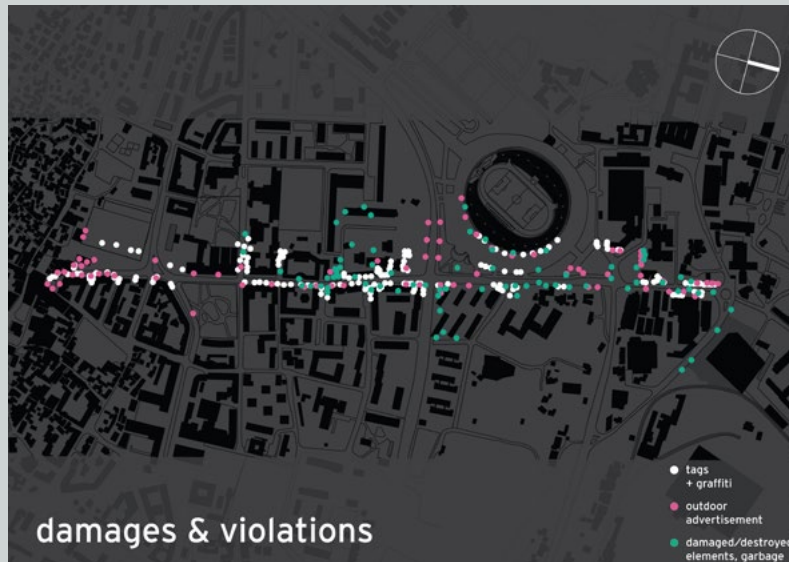 tags
+ graffiti
outdoor
advertisement
damaged/destroyed
elements, garbage
damages & violations